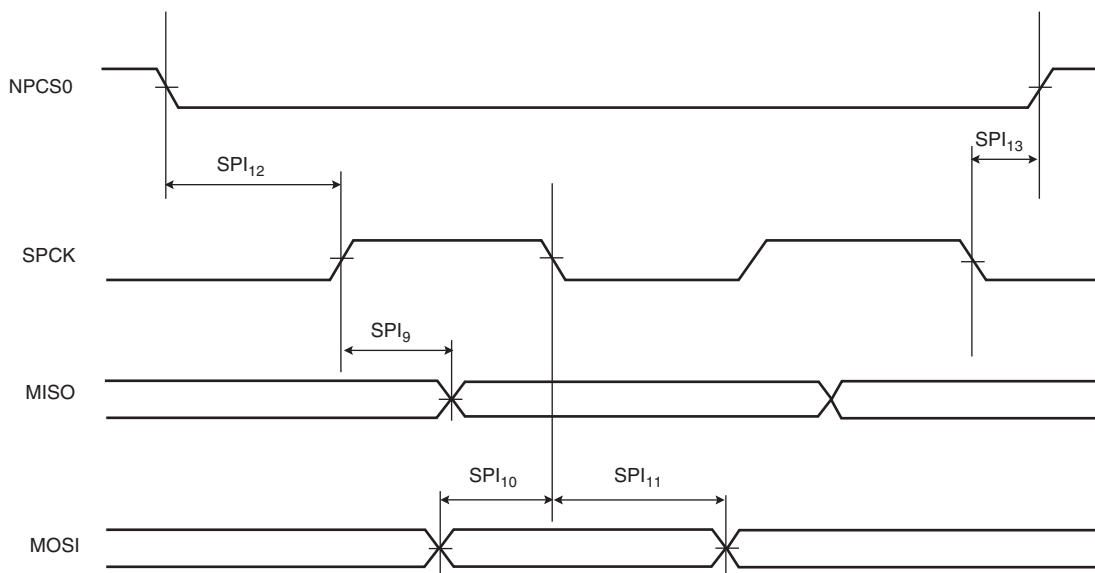 NPCS0
SPI₁₂
SPI₁₃
SPCK
SPI₉
MISO
SPI₁₀
SPI₁₁
MOSI